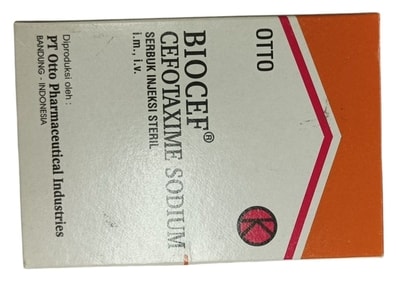 OTTO
BIOCEF®
CEFOTAXIME SODIUM
SERBUK INJEKSI STERIL
i.m., i.v.
K
Diproduksi oleh :
PT Otto Pharmaceutical Industries
BANDUNG - INDONESIA